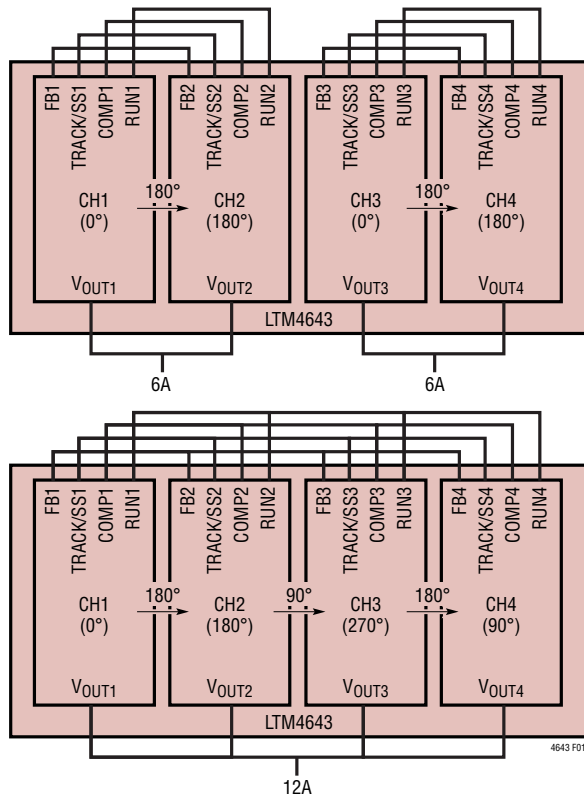 FB1 TRACK/SS1 COMP1 RUN1 FB2 TRACK/SS2 COMP2 RUN2 FB3 TRACK/SS3 COMP3 RUN3 FB4 TRACK/SS4 COMP4 RUN4
180° 180°
CH1 CH2 CH3 CH4
(0°) (180°) (0°) (180°)
VOUT1 VOUT2 VOUT3 VOUT4
LTM4643
6A 6A
FB1 TRACK/SS1 COMP1 RUN1 FB2 TRACK/SS2 COMP2 RUN2 FB3 TRACK/SS3 COMP3 RUN3 FB4 TRACK/SS4 COMP4 RUN4
180° 90° 180°
CH1 CH2 CH3 CH4
(0°) (180°) (270°) (90°)
VOUT1 VOUT2 VOUT3 VOUT4
LTM4643
4643 F01
12A